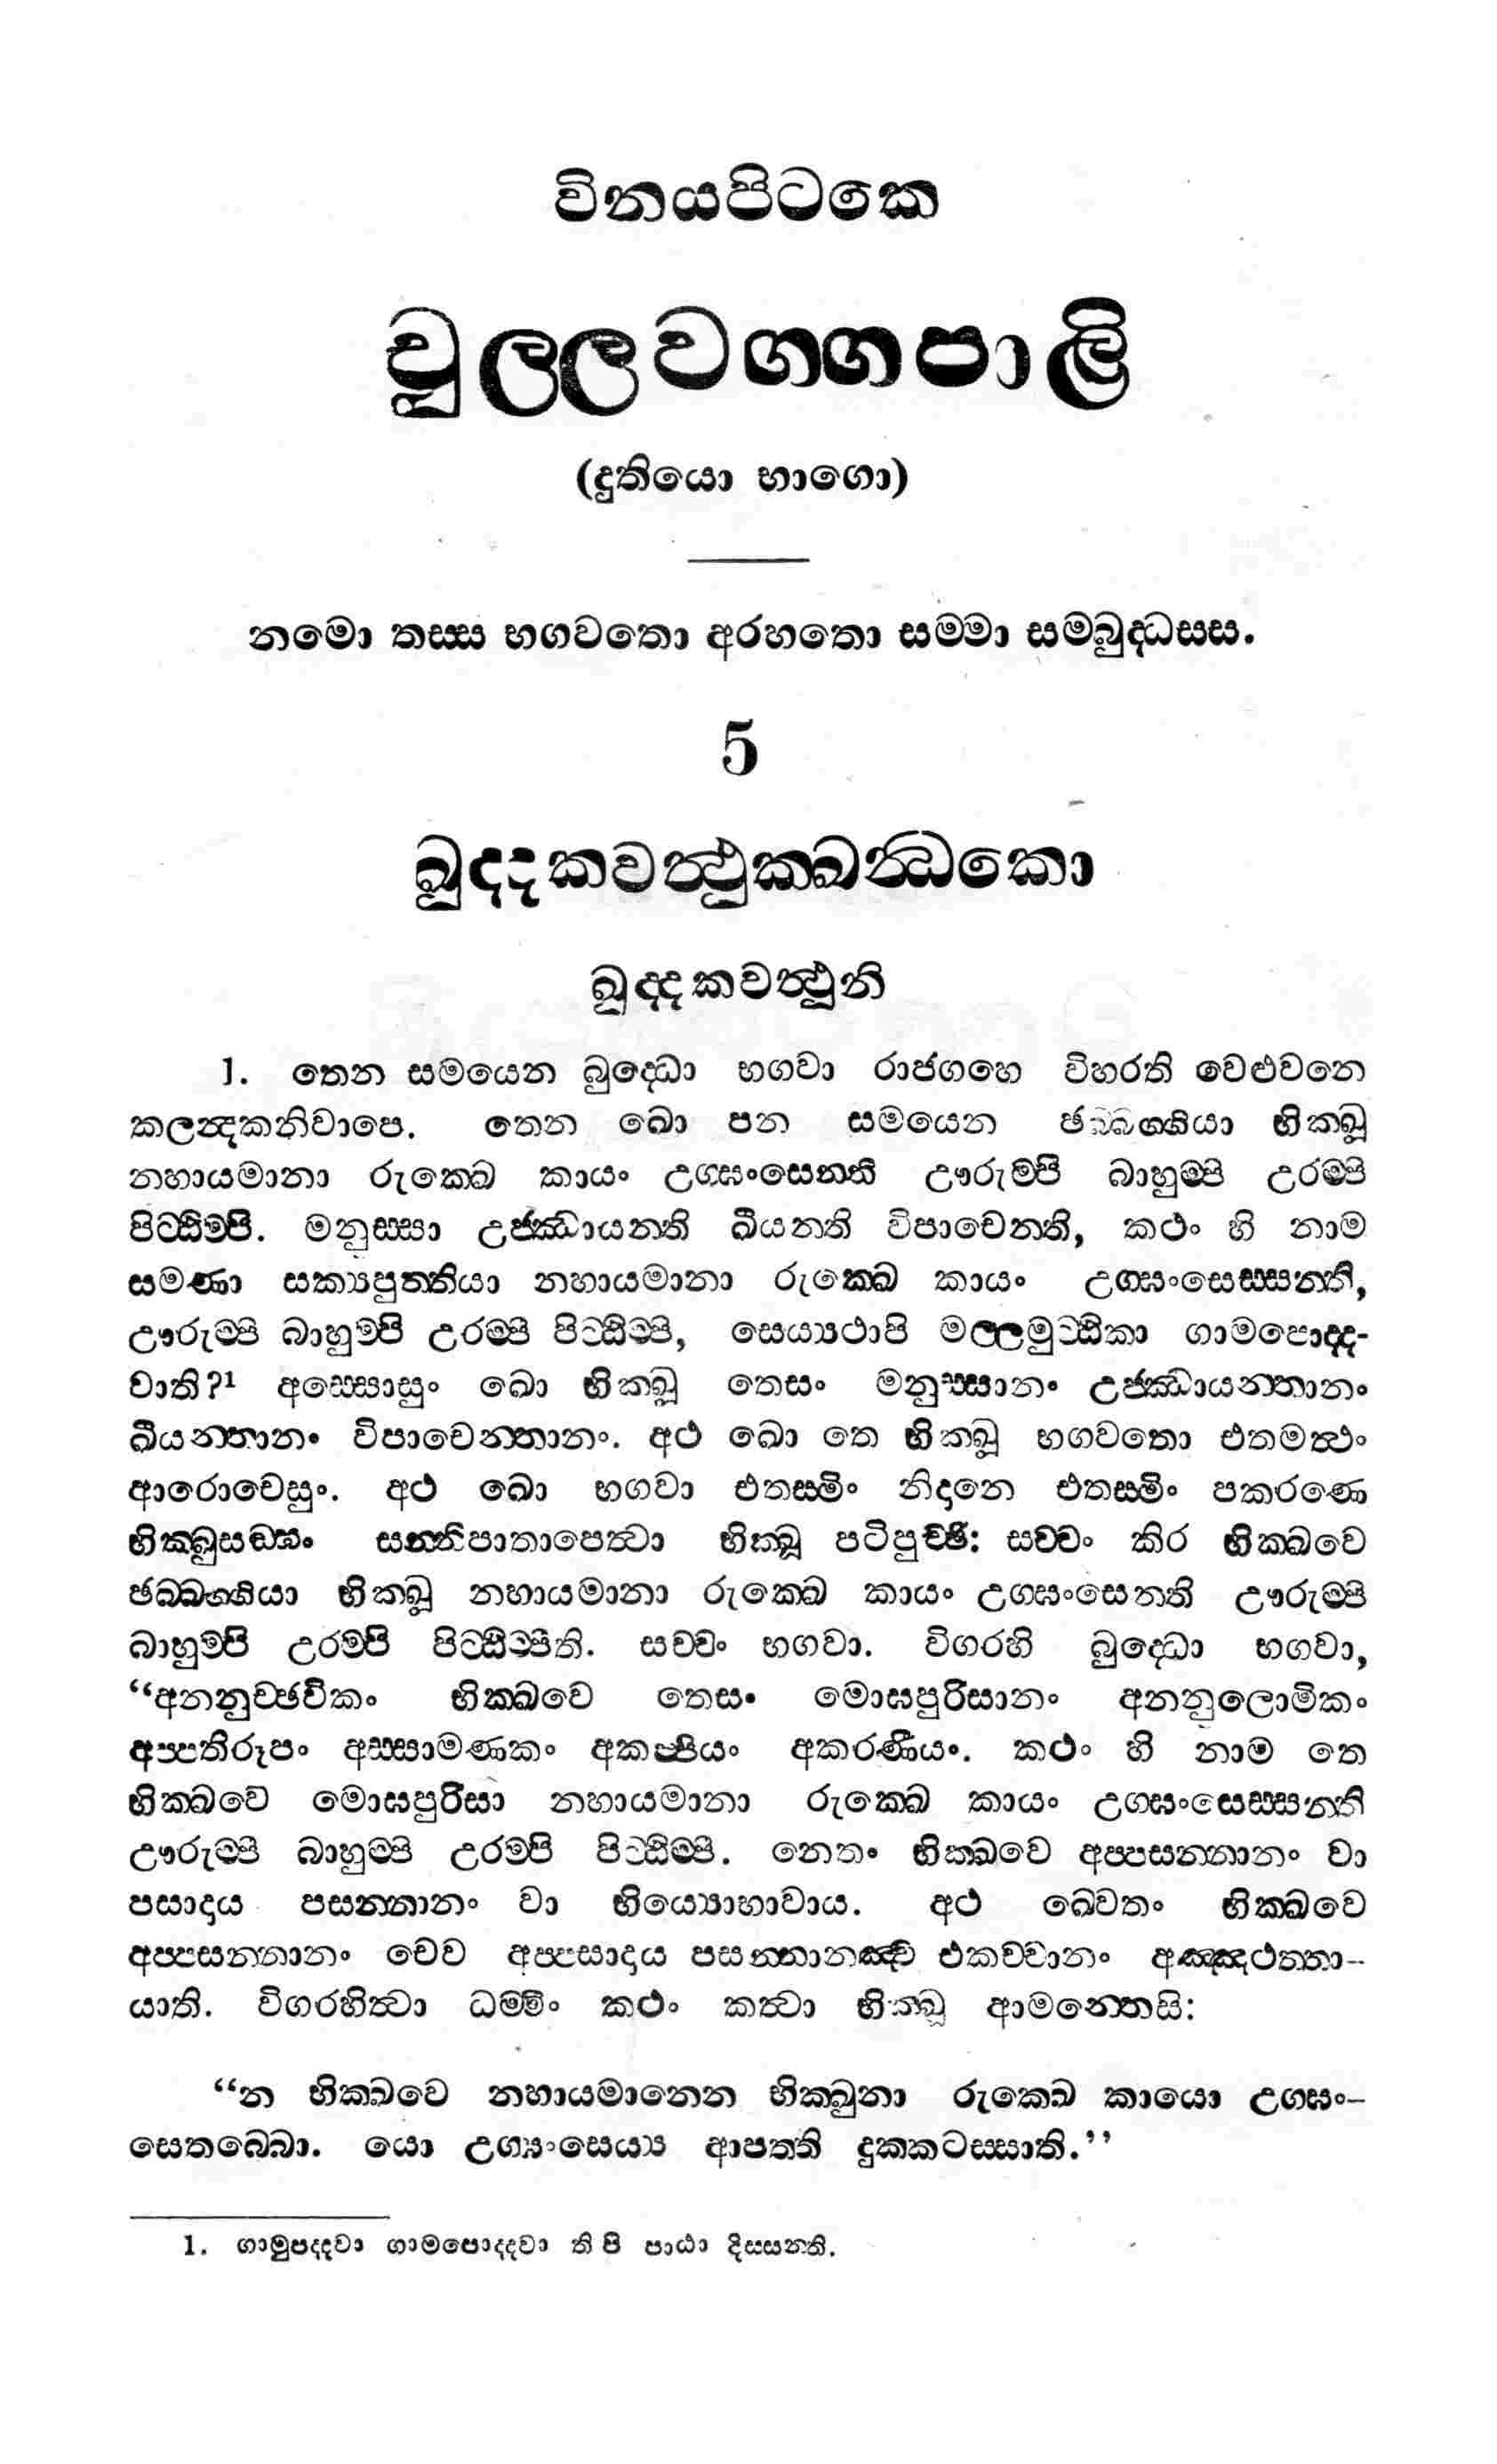 විනයපිටකෙ
චුල්ලවග්ගපාලි
(දුතියො භාගො)
නමො තස්ස භගවතො අරහතො සම්මා සම්බුද්ධස්ස.
5
ඛුද්දකවත්ථුක්ඛන්ධකො
ඛුද්දකවත්ථූනි
1. තෙන සමයෙන බුද්ධො භගවා රාජගහෙ විහරති වෙළුවනෙ
කලන්දකනිවාපෙ. තෙන ඛො පන සමයෙන ඡබ්බග්ගියා භික්ඛූ
නහායමානා රුක්ඛෙ කායං උග්ඝංසෙන්ති ඌරුම්පි බාහුම්පි උරම්පි
පිට්ඨිම්පි. මනුස්සා උජ්ඣායන්ති ඛීයන්ති විපාචෙන්ති, කථං හි නාම
සමණා සක්‍යපුත්තියා නහායමානා රුක්ඛෙ කායං උග්ඝංසෙස්සන්ති,
ඌරුම්පි බාහුම්පි උරම්පි පිට්ඨිම්පි, සෙය්‍යථාපි මල්ලමුට්ඨිකා ගාමපොද්ද-
වාති?¹ අස්සොසුං ඛො භික්ඛූ තෙසං මනුස්සානං උජ්ඣායන්තානං
ඛීයන්තානං විපාචෙන්තානං. අථ ඛො තෙ භික්ඛූ භගවතො එතමත්ථං
ආරොචෙසුං. අථ ඛො භගවා එතස්මිං නිදානෙ එතස්මිං පකරණෙ
භික්ඛුසඞ්ඝං සන්නිපාතාපෙත්වා භික්ඛූ පටිපුච්ඡි: සච්චං කිර භික්ඛවෙ
ඡබ්බග්ගියා භික්ඛූ නහායමානා රුක්ඛෙ කායං උග්ඝංසෙන්ති ඌරුම්පි
බාහුම්පි උරම්පි පිට්ඨිම්පීති. සච්චං භගවා. විගරහි බුද්ධො භගවා,
“අනනුච්ඡවිකං භික්ඛවෙ තෙසං මොඝපුරිසානං අනනුලොමිකං
අප්පතිරූපං අස්සාමණකං අකප්පියං අකරණීයං. කථං හි නාම තෙ
භික්ඛවෙ මොඝපුරිසා නහායමානා රුක්ඛෙ කායං උග්ඝංසෙස්සන්ති
ඌරුම්පි බාහුම්පි උරම්පි පිට්ඨිම්පි. නෙතං භික්ඛවෙ අප්පසන්නානං වා
පසාදාය පසන්නානං වා භිය්‍යොභාවාය. අථ ඛෙවතං භික්ඛවෙ
අප්පසන්නානං චෙව අප්පසාදාය පසන්නානඤ්ච එකච්චානං අඤ්ඤථත්තා-
යාති. විගරහිත්වා ධම්මිං කථං කත්වා භික්ඛූ ආමන්තෙසි:
“න භික්ඛවෙ නහායමානෙන භික්ඛුනා රුක්ඛෙ කායො උග්ඝං-
සෙතබ්බො. යො උග්ඝංසෙය්‍ය ආපත්ති දුක්කටස්සාති.”
1. ගාමුපද්දවා ගාමපොද්දවා ති පි පාඨා දිස්සන්ති.